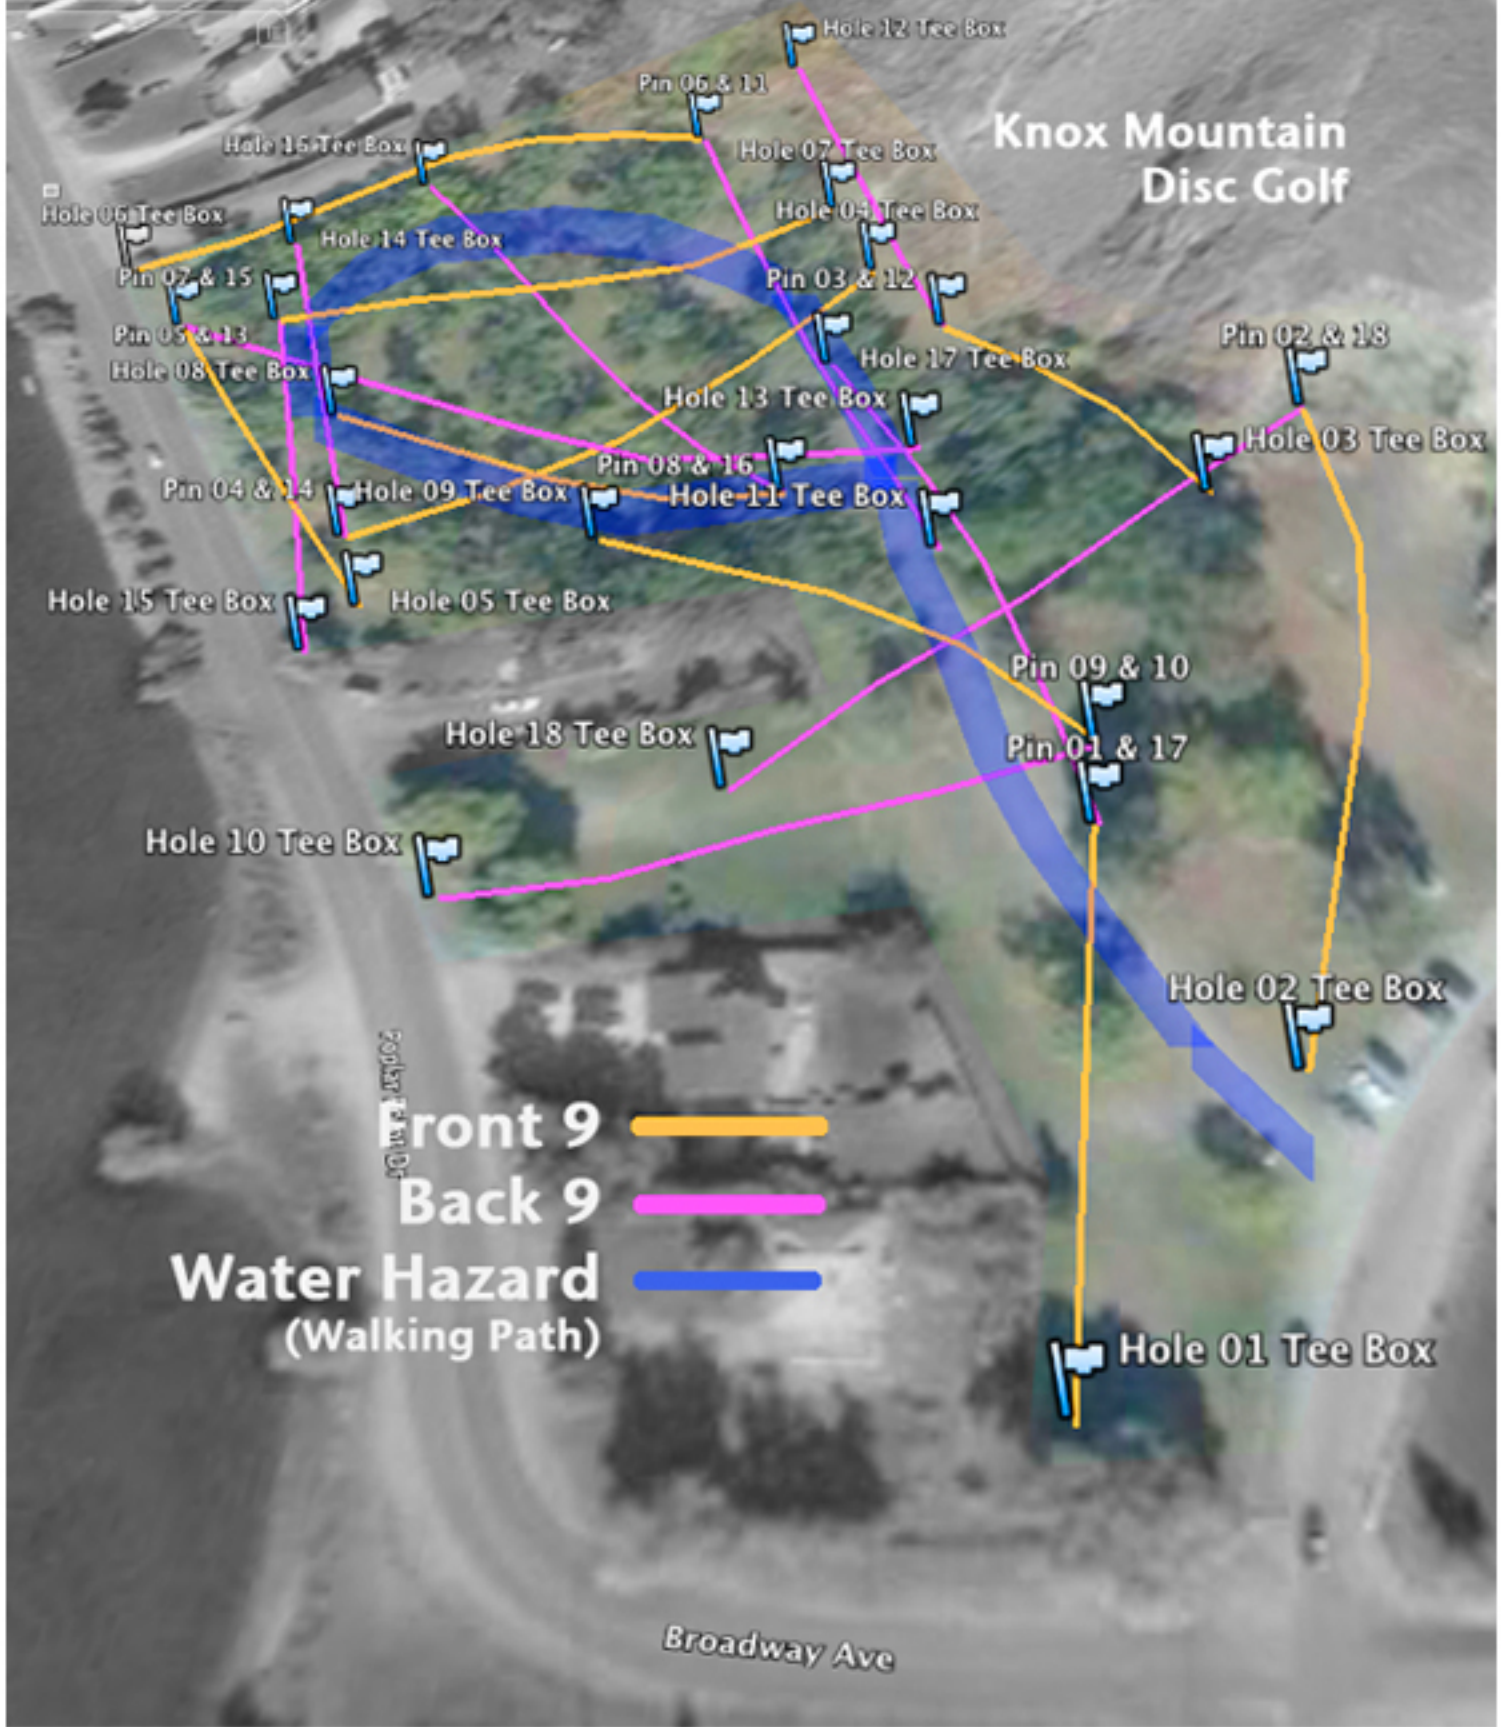 Hole 12 Tee Box
Pin 06 & 11
Knox Mountain
Disc Golf
Hole 16 Tee Box
Hole 07 Tee Box
Hole 06 Tee Box
Hole 04 Tee Box
Hole 14 Tee Box
Pin 07 & 15
Pin 03 & 12
Pin 05 & 13
Pin 02 & 18
Hole 08 Tee Box
Hole 17 Tee Box
Hole 13 Tee Box
Hole 03 Tee Box
Pin 08 & 16
Pin 04 & 14
Hole 09 Tee Box
Hole 11 Tee Box
Hole 15 Tee Box
Hole 05 Tee Box
Pin 09 & 10
Hole 18 Tee Box
Pin 01 & 17
Hole 10 Tee Box
Hole 02 Tee Box
Front 9
Back 9
Water Hazard
(Walking Path)
Hole 01 Tee Box
Broadway Ave